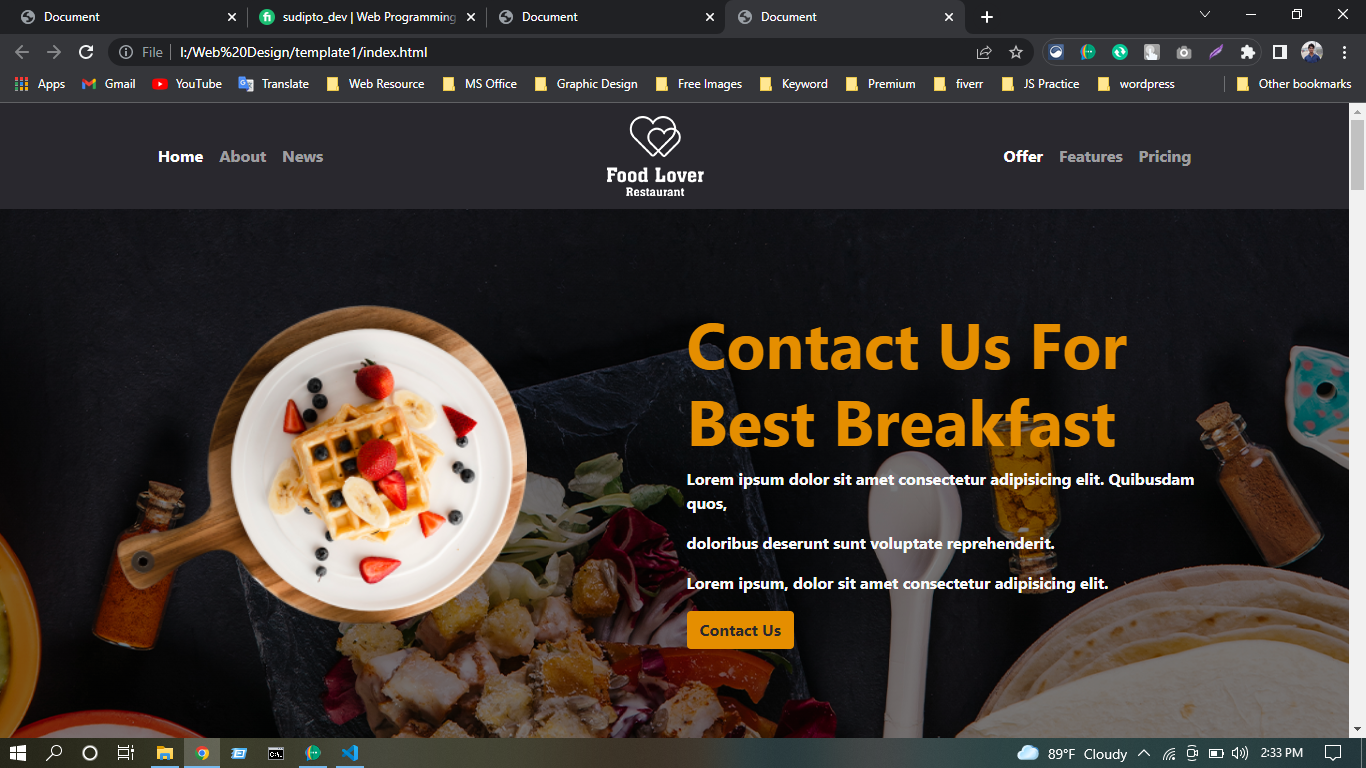 Document
sudipto_dev | Web Programming
Document
Document
File
I:/Web%20Design/template1/index.html
Apps
Gmail
YouTube
Translate
Web Resource
MS Office
Graphic Design
Free Images
Keyword
Premium
fiverr
JS Practice
wordpress
Other bookmarks
Home
About
News
Food Lover
Restaurant
Offer
Features
Pricing
Contact Us For
Best Breakfast
Lorem ipsum dolor sit amet consectetur adipisicing elit. Quibusdam
quos,
doloribus deserunt sunt voluptate reprehenderit.
Lorem ipsum, dolor sit amet consectetur adipisicing elit.
Contact Us
89°F Cloudy
2:33 PM